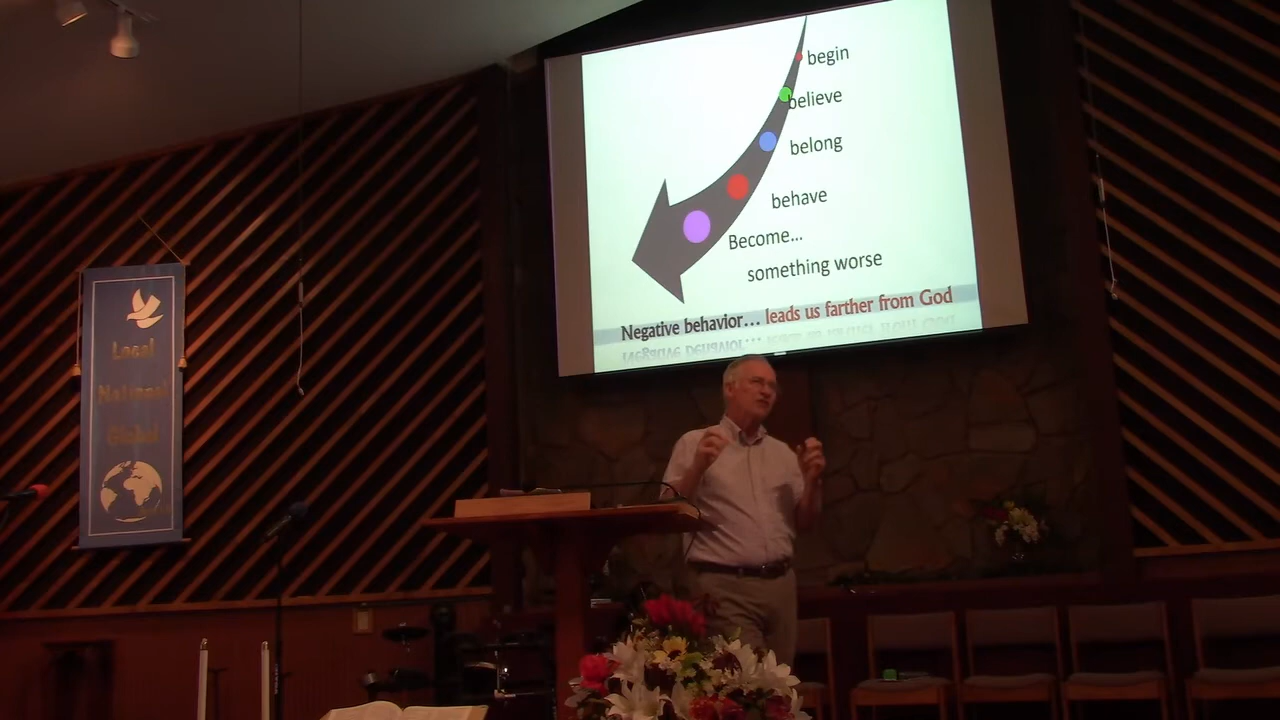 begin
believe
belong
behave
Become...
something worse
Negative behavior... leads us farther from God
Local
National
Global